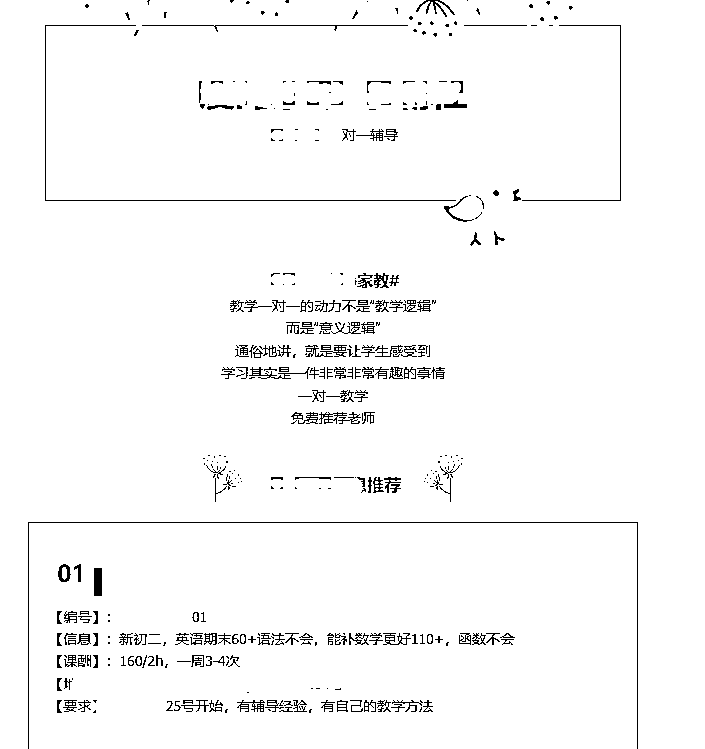 对一辅导
家教#
教学一对一的动力不是“教学逻辑”
而是“意义逻辑”
通俗地讲，就是要让学生感受到
学习其实是一件非常非常有趣的事情
一对一教学
免费推荐老师
推荐
01
【编号】： 01
【信息】：新初二，英语期末60+语法不会，能补数学更好110+，函数不会
【课酬】：160/2h，一周3-4次
【要求 25号开始，有辅导经验，有自己的教学方法